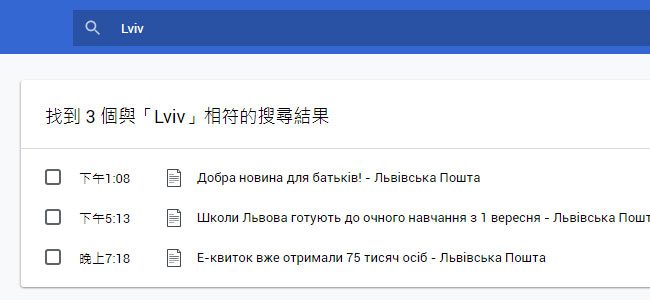 Lviv
找到 3 個與「Lviv」相符的搜尋結果
下午1:08 Добра новина для батьків! - Львівська Пошта
下午5:13 Школи Львова готують до очного навчання з 1 вересня - Львівська Пошт
晚上7:18 Е-квиток вже отримали 75 тисяч осіб - Львівська Пошта